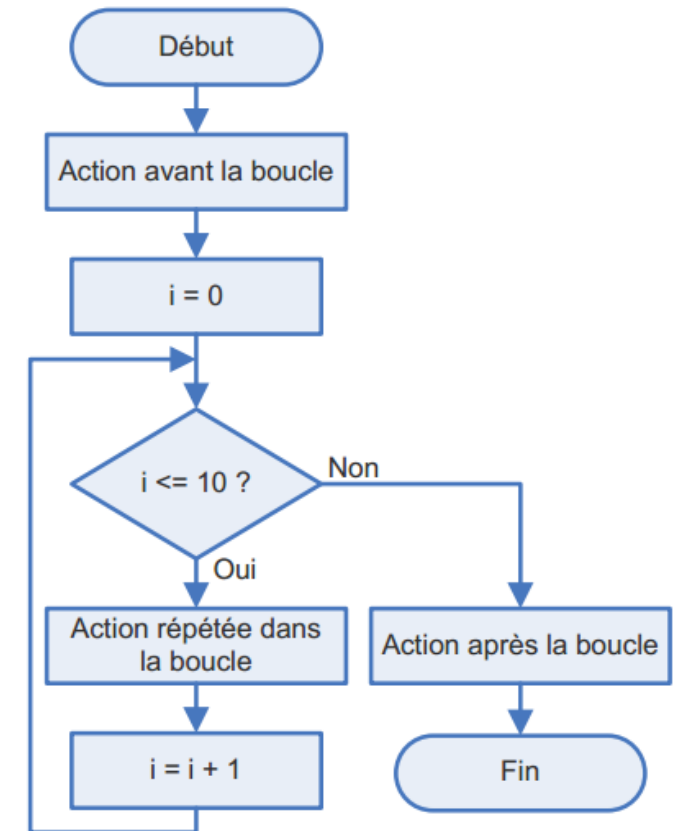 Début
Action avant la boucle
i = 0
i <= 10 ?
Non
Oui
Action répétée dans
la boucle
Action après la boucle
i = i + 1
Fin